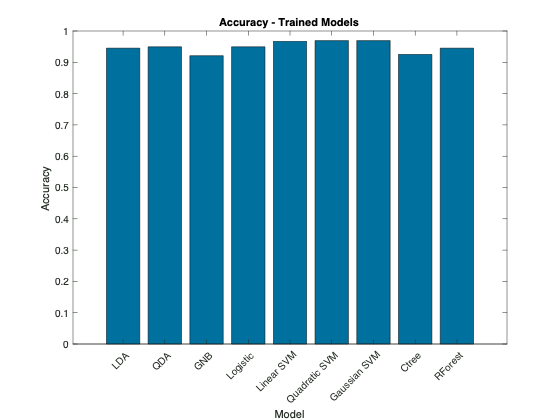 Accuracy - Trained Models
1
0.9
0.8
0.7
0.6
0.5
0.4
0.3
0.2
0.1
0
Accuracy
LDA
QDA
GNB
Logistic
Linear SVM
Quadratic SVM
Gaussian SVM
Ctree
RForest
Model